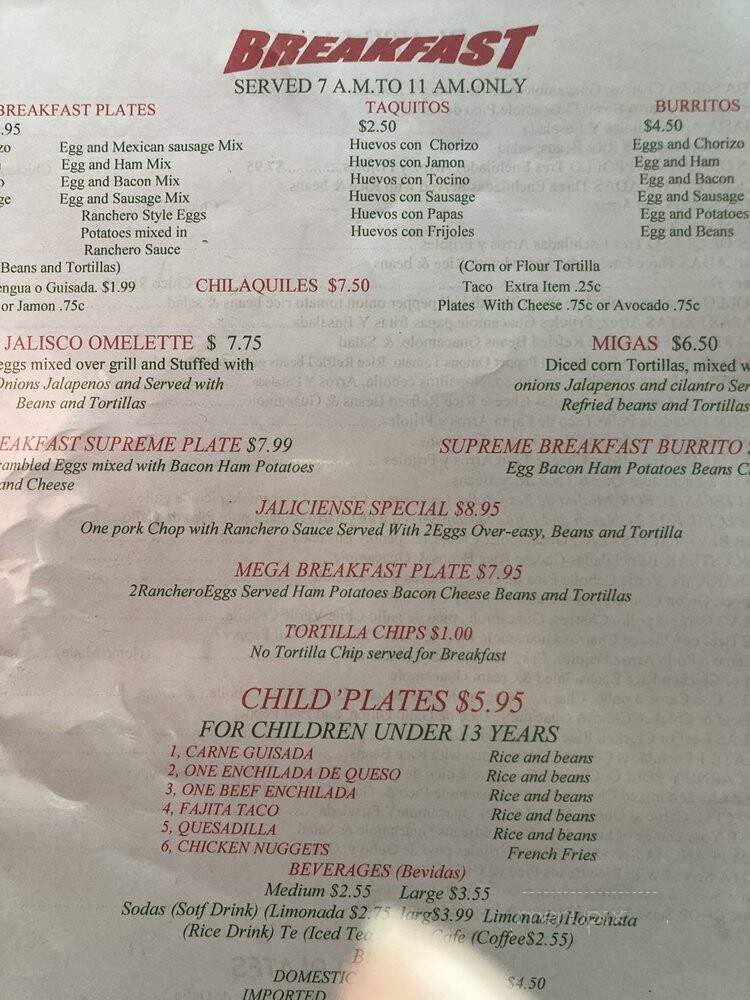 BREAKFAST
SERVED 7 A.M.TO 11 AM.ONLY
BREAKFAST PLATES TAQUITOS BURRITOS
.95 $2.50 $4.50
Egg and Mexican sausage Mix Huevos con Chorizo Eggs and Chorizo
Egg and Ham Mix Huevos con Jamon Egg and Ham
Egg and Bacon Mix Huevos con Tocino Egg and Bacon
Egg and Sausage Mix Huevos con Sausage Egg and Sausage
Ranchero Style Eggs Huevos con Papas Egg and Potatoes
Potatoes mixed in Huevos con Frijoles Egg and Beans
Ranchero Sauce
Beans and Tortillas) (Corn or Flour Tortilla
engua o Guisada. $1.99 CHILAQUILES $7.50 Taco Extra Item .25c
or Jamon .75c Plates With Cheese .75c or Avocado .75c
JALISCO OMELETTE $ 7.75 MIGAS $6.50
eggs mixed over grill and Stuffed with Diced corn Tortillas, mixed w
Onions Jalapenos and Served with onions Jalapenos and cilantro Ser
Beans and Tortillas Refried beans and Tortillas
EAKFAST SUPREME PLATE $7.99 SUPREME BREAKFAST BURRITO
rambled Eggs mixed with Bacon Ham Potatoes Egg Bacon Ham Potatoes Beans C
and Cheese
JALICIENSE SPECIAL $8.95
One pork Chop with Ranchero Sauce Served With 2Eggs Over-easy, Beans and Tortilla
MEGA BREAKFAST PLATE $7.95
2RancheroEggs Served Ham Potatoes Bacon Cheese Beans and Tortillas
TORTILLA CHIPS $1.00
No Tortilla Chip served for Breakfast
CHILD'PLATES $5.95
FOR CHILDREN UNDER 13 YEARS
1, CARNE GUISADA Rice and beans
2, ONE ENCHILADA DE QUESO Rice and beans
3, ONE BEEF ENCHILADA Rice and beans
4, FAJITA TACO Rice and beans
5, QUESADILLA Rice and beans
6, CHICKEN NUGGETS French Fries
BEVERAGES (Bevidas)
Medium $2.55 Large $3.55
Sodas (Sotf Drink) (Limonada $2.75 larg$3.99 Limonade)Horchata
(Rice Drink) Te (Iced Tea Cafe (Coffee$2.55)
B
DOMESTIC $4.50
IMPORTED